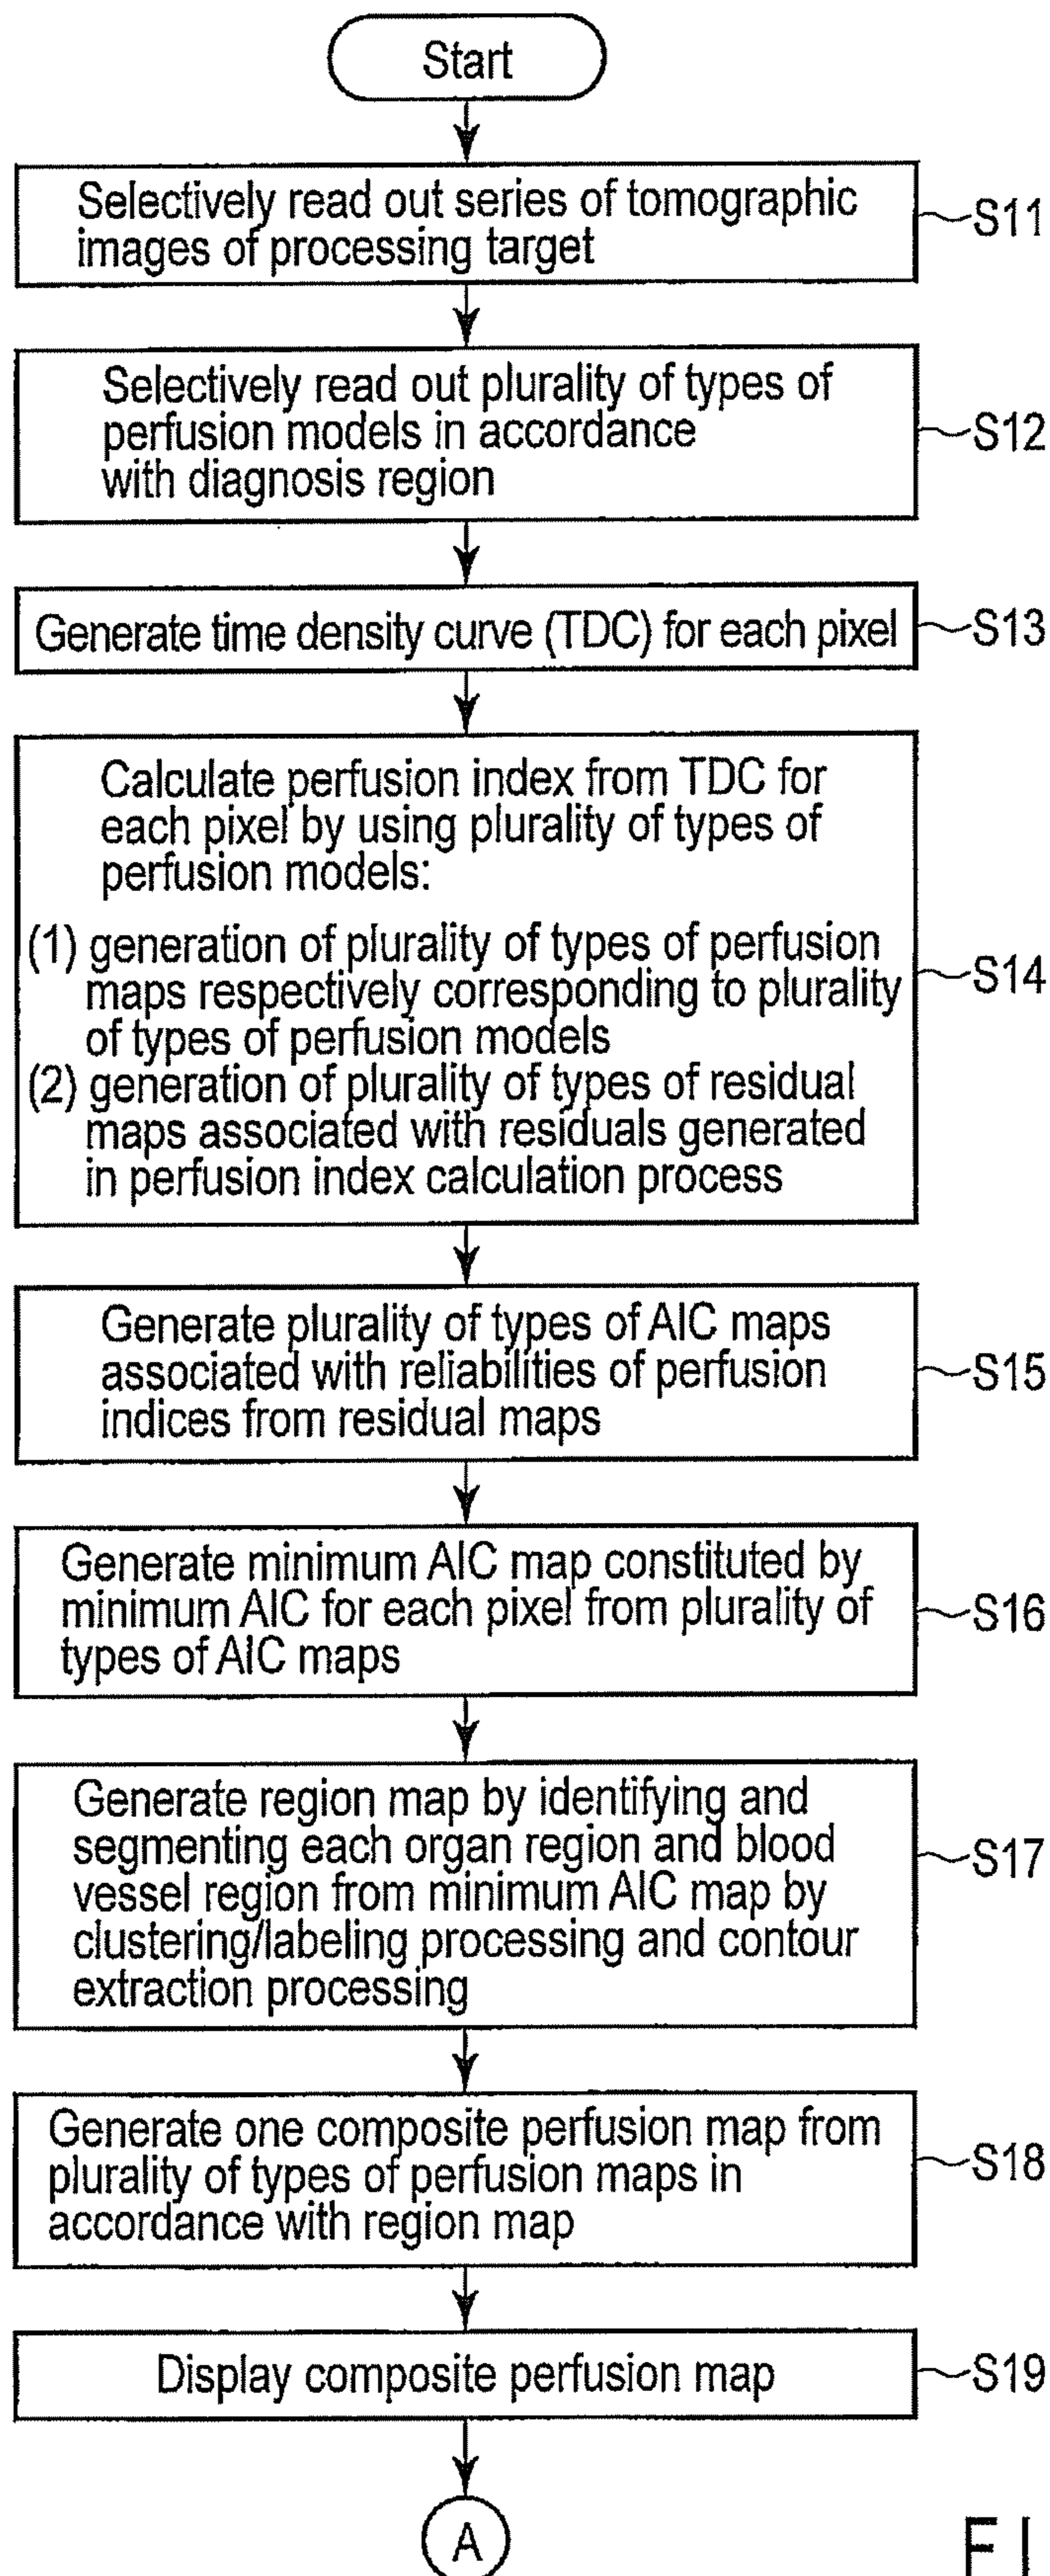 Start
Selectively read out series of tomographic
images of processing target
S11
Selectively read out plurality of types of
perfusion models in accordance
with diagnosis region
S12
Generate time density curve (TDC) for each pixel
S13
Calculate perfusion index from TDC for
each pixel by using plurality of types of
perfusion models:
(1) generation of plurality of types of perfusion
maps respectively corresponding to plurality
of types of perfusion models
(2) generation of plurality of types of residual
maps associated with residuals generated
in perfusion index calculation process
S14
Generate plurality of types of AIC maps
associated with reliabilities of perfusion
indices from residual maps
S15
Generate minimum AIC map constituted by
minimum AIC for each pixel from plurality of
types of AIC maps
S16
Generate region map by identifying and
segmenting each organ region and blood
vessel region from minimum AIC map by
clustering/labeling processing and contour
extraction processing
S17
Generate one composite perfusion map from
plurality of types of perfusion maps in
accordance with region map
S18
Display composite perfusion map
S19
A